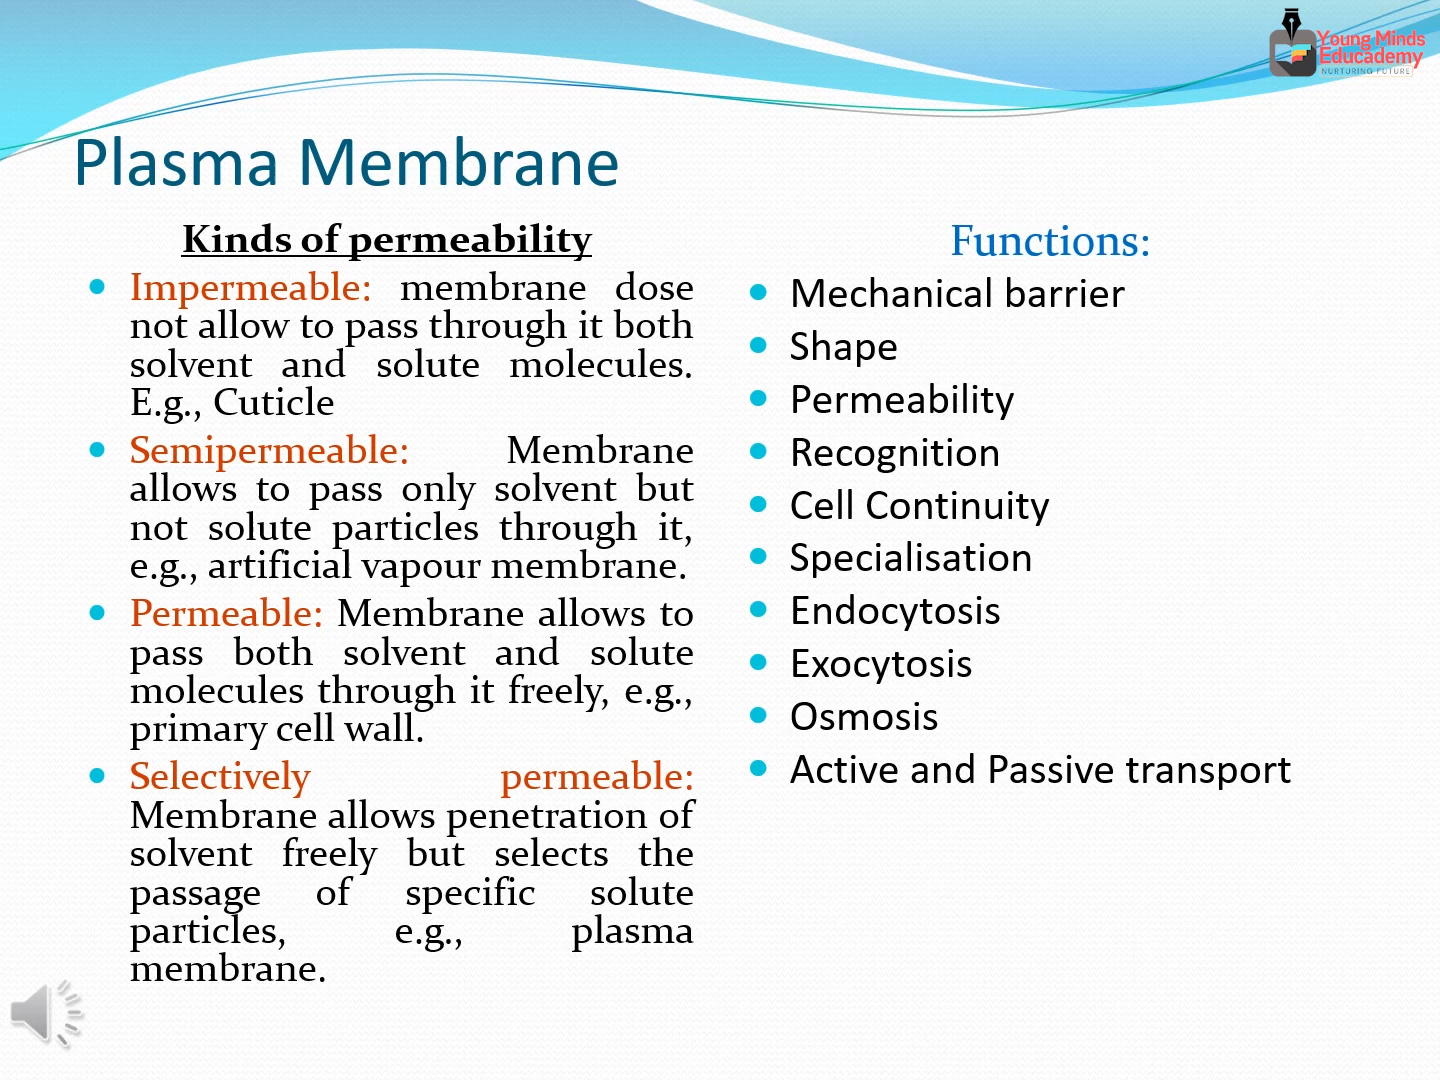 Young Minds
Educademy
NURTURING FUTURE
Plasma Membrane
Kinds of permeability
Impermeable: membrane dose
not allow to pass through it both
solvent and solute molecules.
E.g., Cuticle
Semipermeable: Membrane
allows to pass only solvent but
not solute particles through it,
e.g., artificial vapour membrane.
Permeable: Membrane allows to
pass both solvent and solute
molecules through it freely, e.g.,
primary cell wall.
Selectively permeable:
Membrane allows penetration of
solvent freely but selects the
passage of specific solute
particles, e.g., plasma
membrane.
Functions:
Mechanical barrier
Shape
Permeability
Recognition
Cell Continuity
Specialisation
Endocytosis
Exocytosis
Osmosis
Active and Passive transport